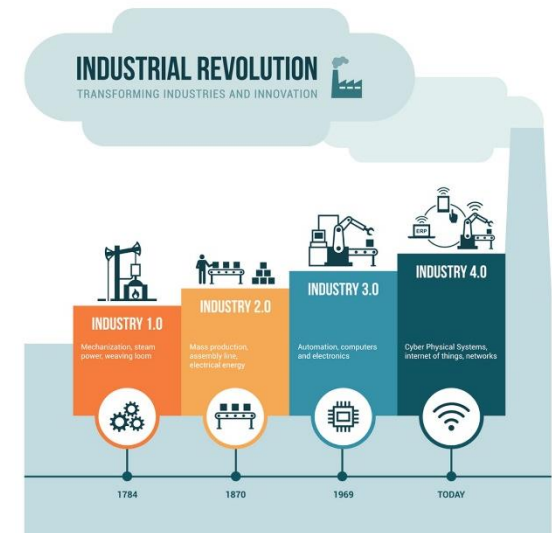 INDUSTRIAL REVOLUTION
TRANSFORMING INDUSTRIES AND INNOVATION
ERP
INDUSTRY 1.0
Mechanization, steam
power, weaving loom
INDUSTRY 2.0
Mass production,
assembly line,
electrical energy
INDUSTRY 3.0
Automation, computers
and electronics
INDUSTRY 4.0
Cyber Physical Systems,
internet of things, networks
1784
1870
1969
TODAY